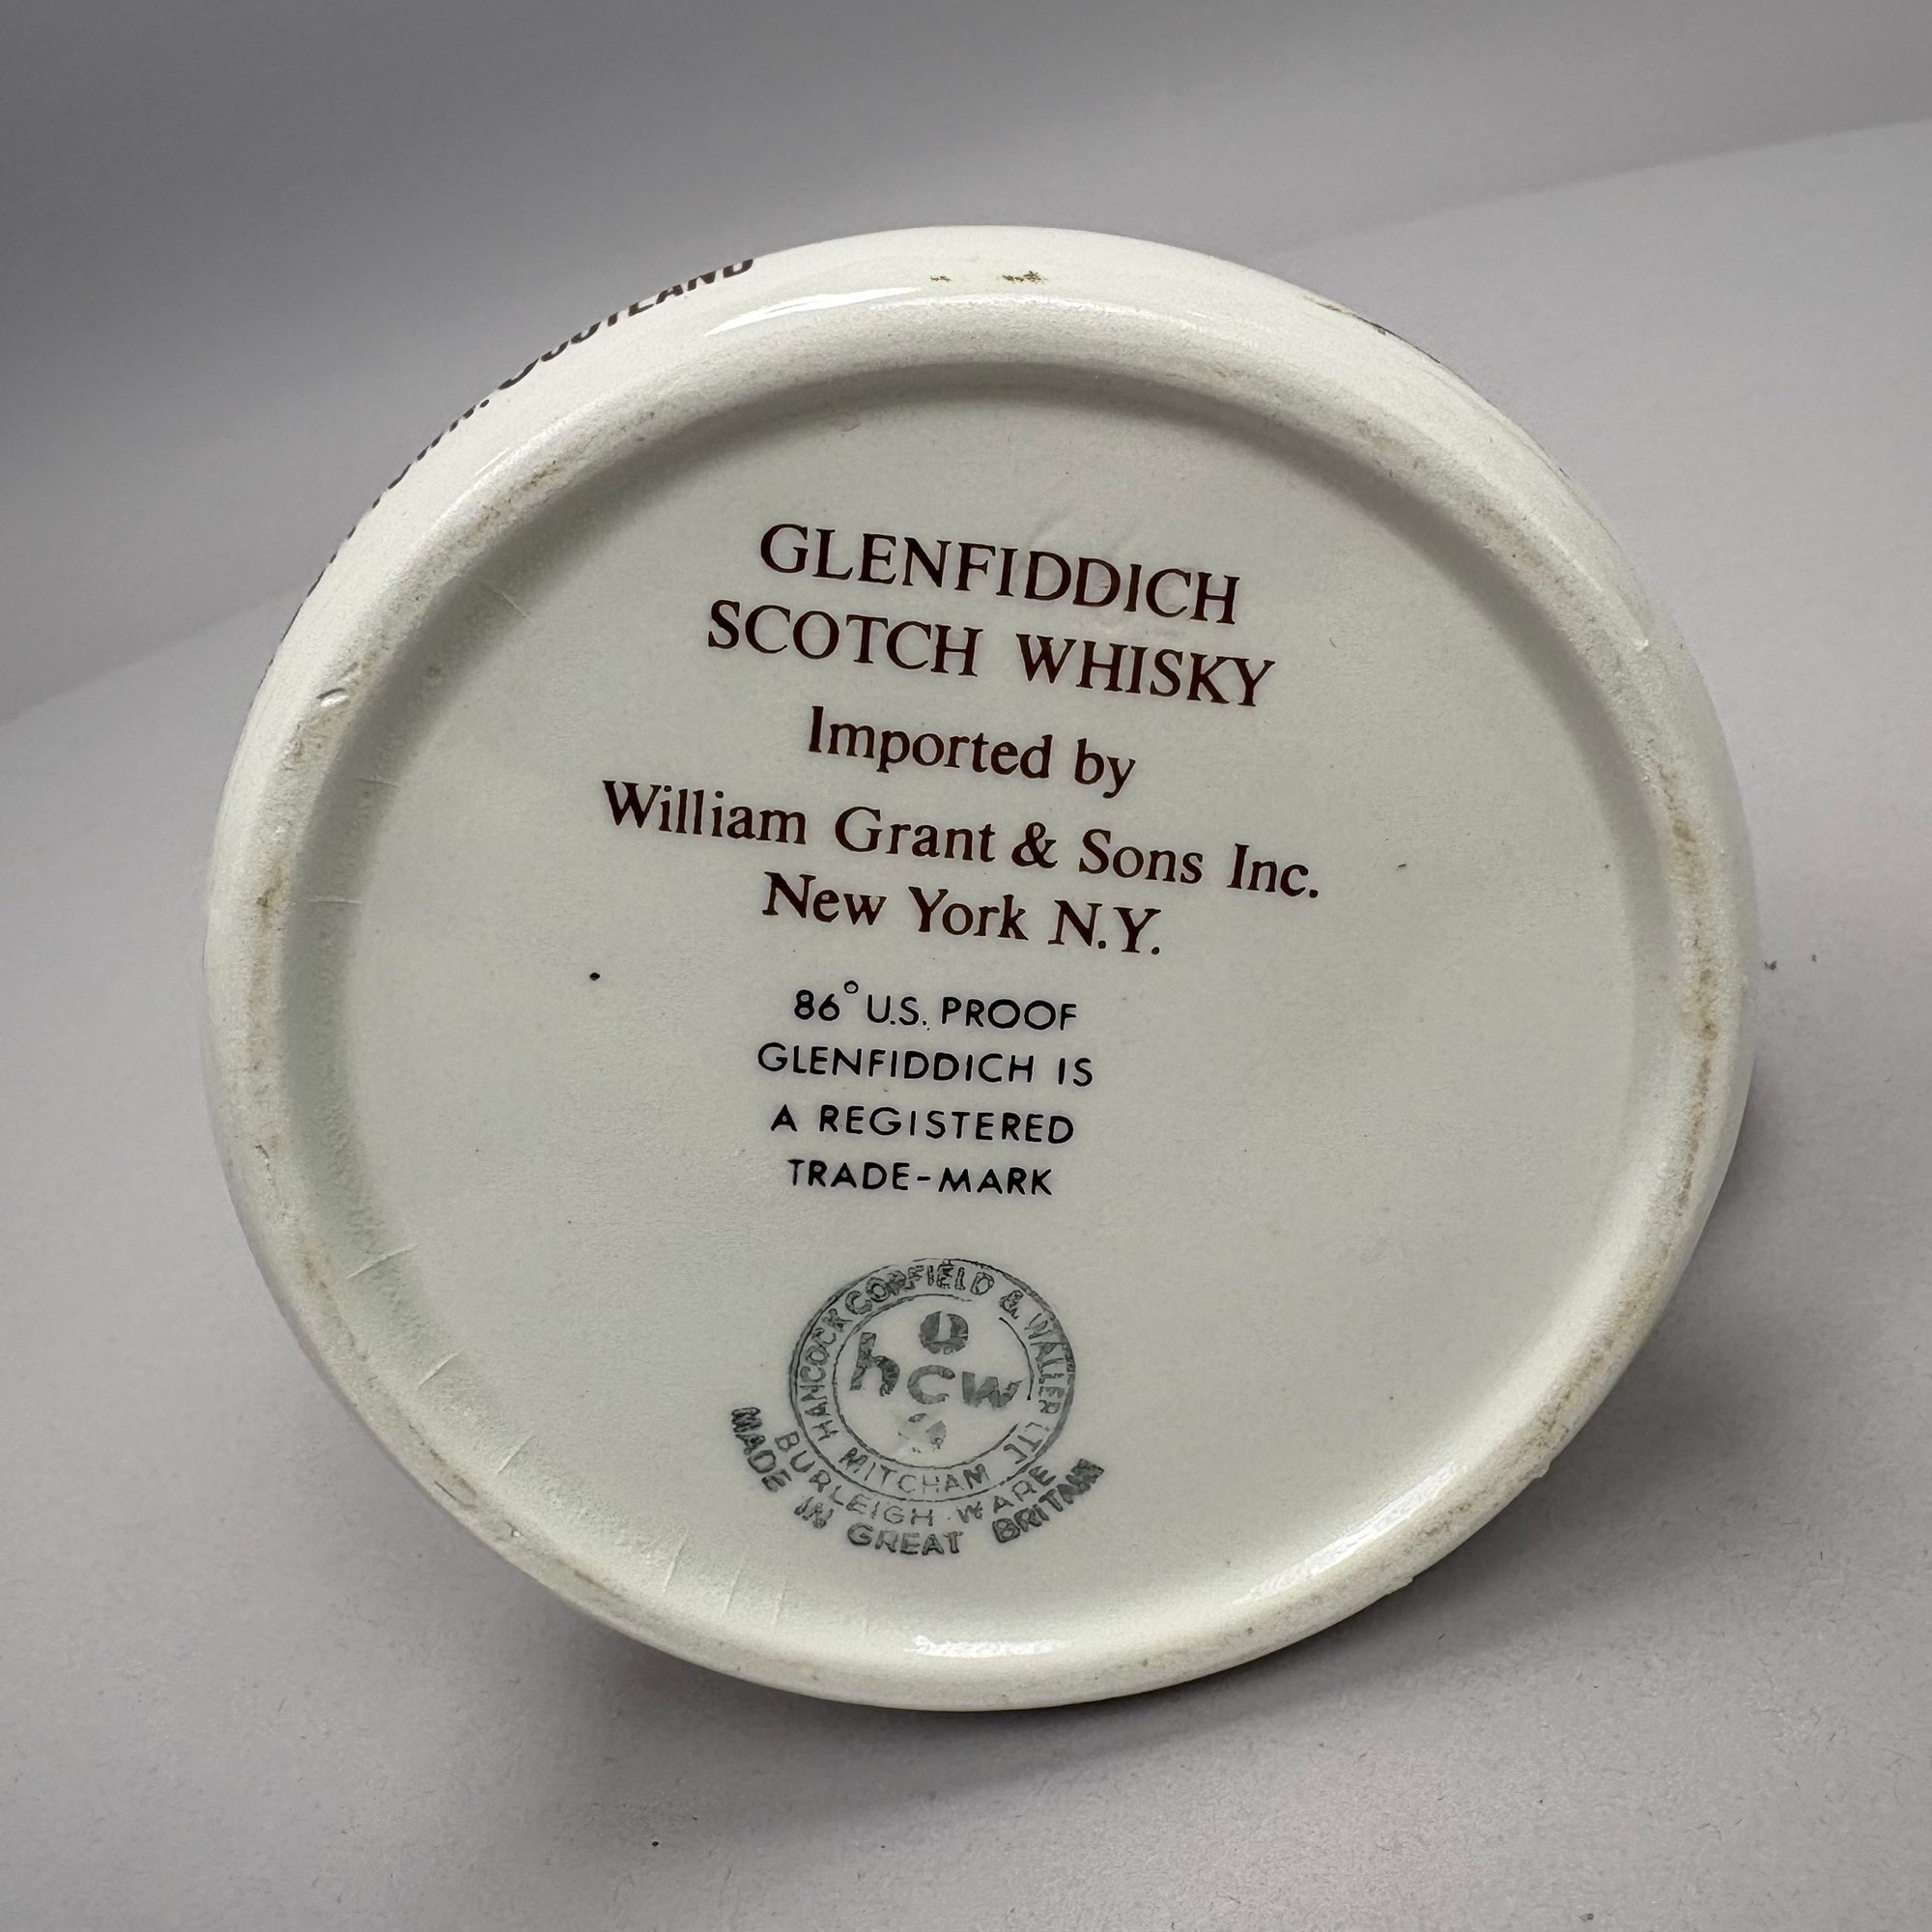 SCOTLAND
GLENFIDDICH
SCOTCH WHISKY
Imported by
William Grant & Sons Inc.
New York N.Y.
86° U.S. PROOF
GLENFIDDICH IS
A REGISTERED
TRADE-MARK
HANCOCK CORFIELD & WALLER LTD
hcw
MITCHAM
BURLEIGH WARE
MADE IN GREAT BRITAIN